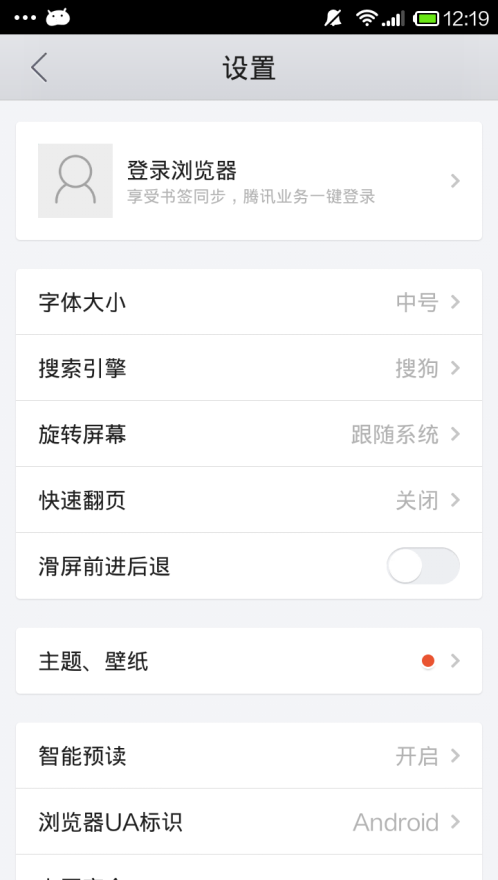 12:19
设置
登录浏览器
享受书签同步，腾讯业务一键登录
字体大小 中号
搜索引擎 搜狗
旋转屏幕 跟随系统
快速翻页 关闭
滑屏前进后退
主题、壁纸
智能预读 开启
浏览器UA标识 Android